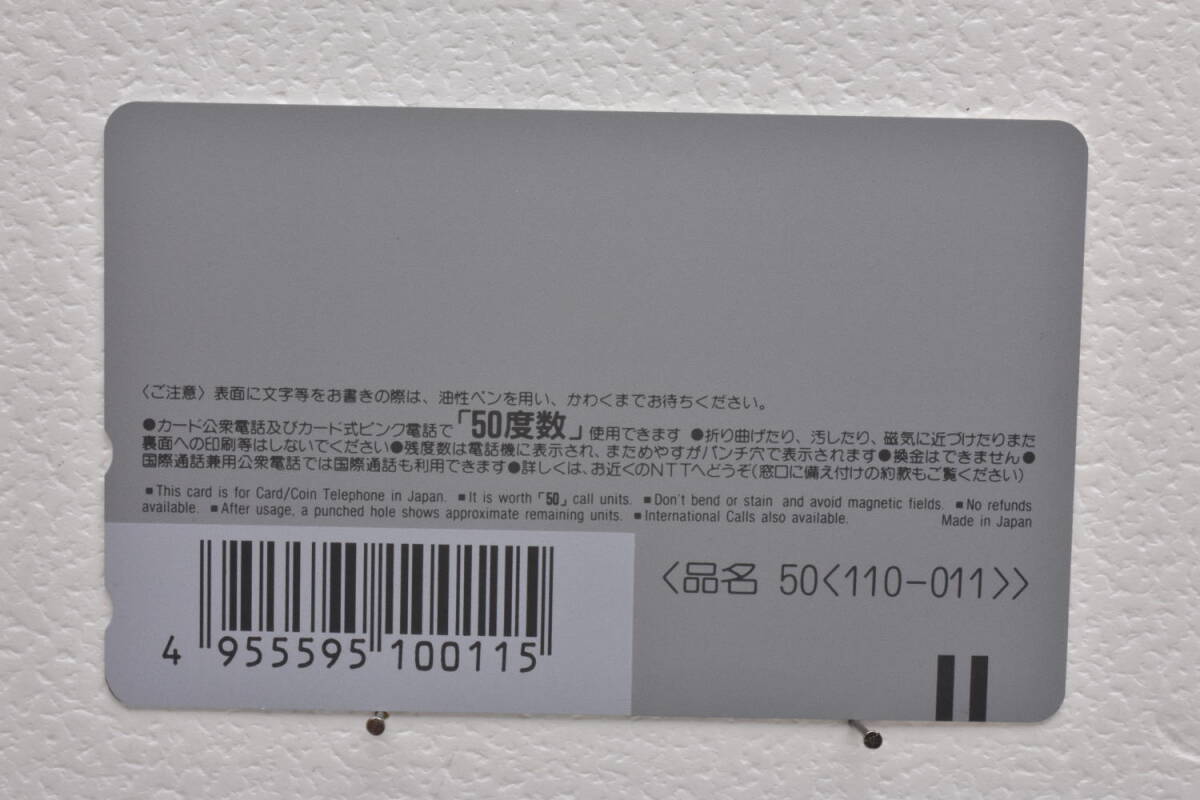 〈ご注意〉表面に文字等をお書きの際は、油性ペンを用い、かわくまでお待ちください。
●カード公衆電話及びカード式ピンク電話で「50度数」使用できます ●折り曲げたり、汚したり、磁気に近づけたりまた
裏面への印刷等はしないでください●残度数は電話機に表示され、まためやすがパンチ穴で表示されます●換金はできません●
国際通話兼用公衆電話では国際通話も利用できます●詳しくは、お近くのNTTへどうぞ(窓口に備え付けの約款もご覧ください)
■This card is for Card/Coin Telephone in Japan. ■It is worth「50」call units. ■Don't bend or stain and avoid magnetic fields. ■No refunds
available. ■After usage, a punched hole shows approximate remaining units. ■International Calls also available. Made in Japan
〈品名 50〈110-011〉〉
4 955595 100115